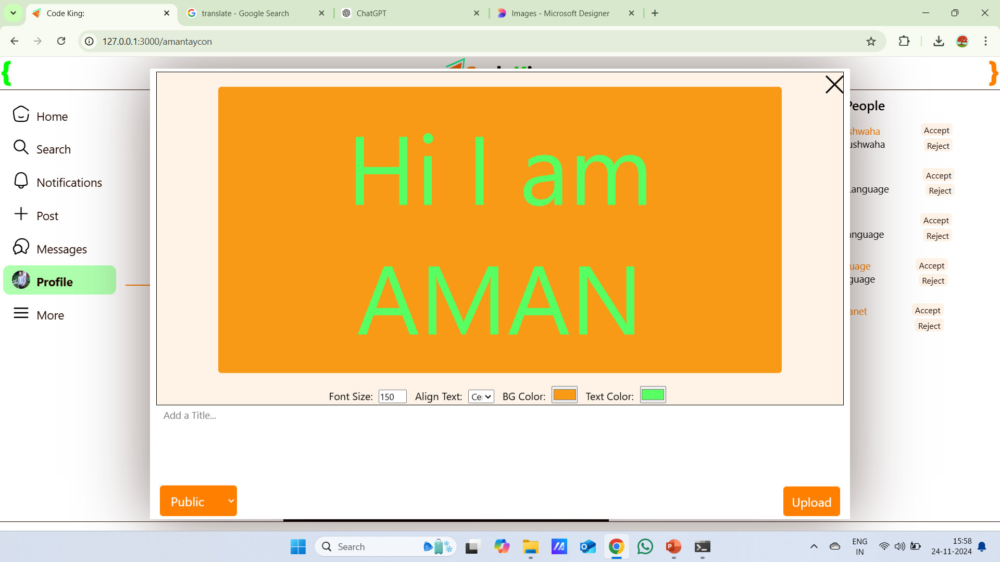 Code King:
translate - Google Search
ChatGPT
Images - Microsoft Designer
127.0.0.1:3000/amantaycon
{
}
Home
Search
Notifications
Post
Messages
Profile
More
Hi I am
AMAN
Font Size: 150 Align Text: Ce BG Color: Text Color:
Add a Title...
Public
Upload
People
shwaha Accept
ushwaha Reject
Accept
Language Reject
Accept
anguage Reject
uage Accept
guage Reject
anet Accept
Reject
Search
ENG
IN
15:58
24-11-2024